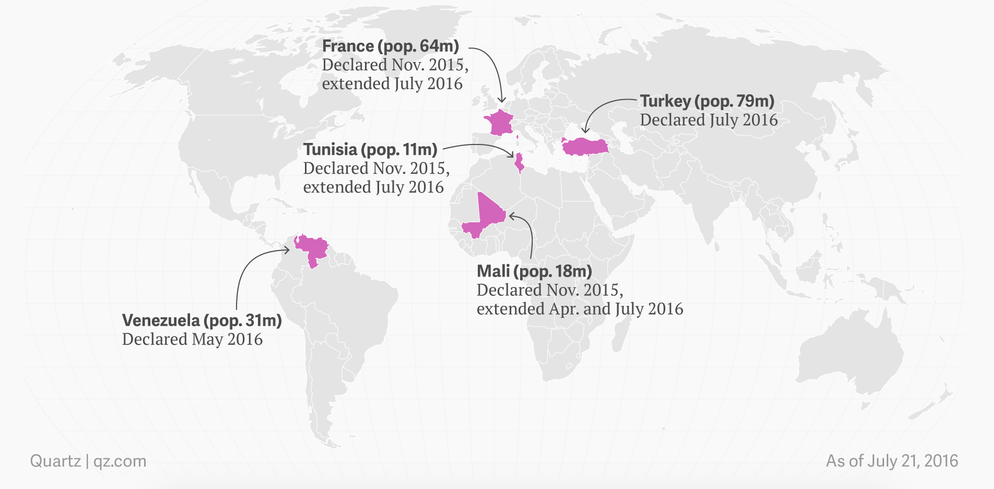 France (pop. 64m)
Declared Nov. 2015,
extended July 2016
Turkey (pop. 79m)
Declared July 2016
Tunisia (pop. 11m)
Declared Nov. 2015,
extended July 2016
Mali (pop. 18m)
Declared Nov. 2015,
extended Apr. and July 2016
Venezuela (pop. 31m)
Declared May 2016
Quartz | qz.com
As of July 21, 2016